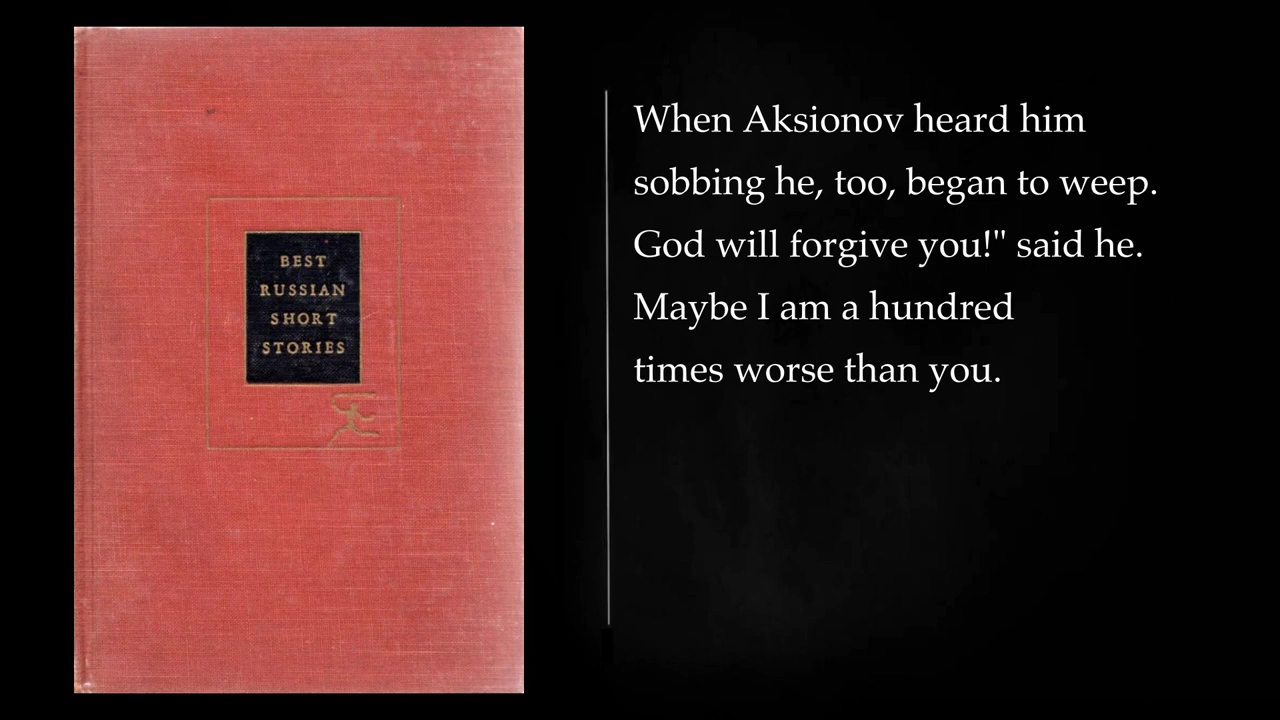 BEST
RUSSIAN
SHORT
STORIES
When Aksionov heard him
sobbing he, too, began to weep.
God will forgive you!" said he.
Maybe I am a hundred
times worse than you.